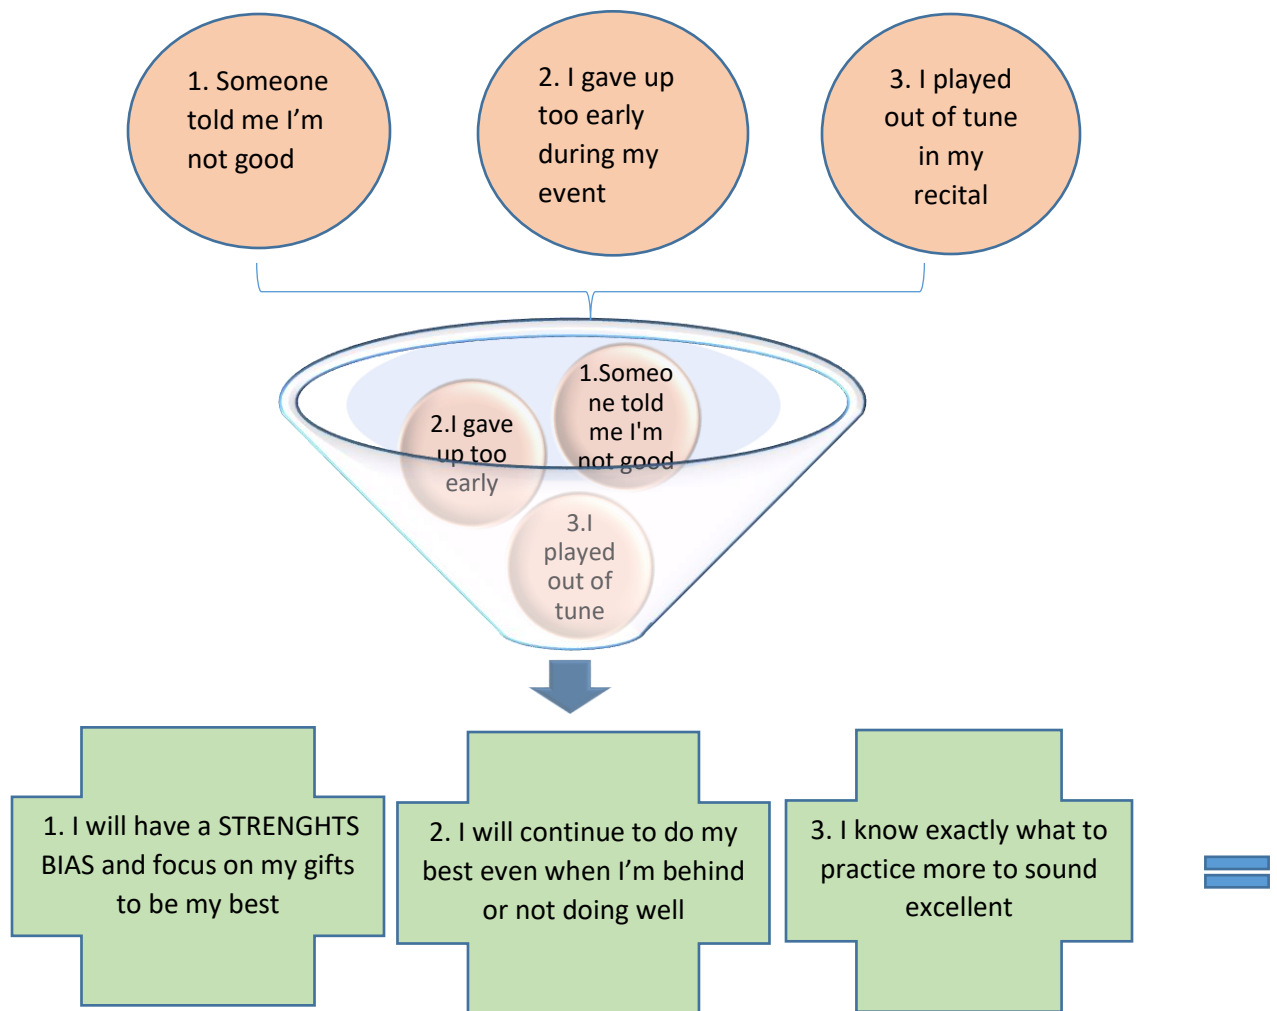 1. Someone
told me I’m
not good
2. I gave up
too early
during my
event
3. I played
out of tune
in my
recital
1.Someo
ne told
me I'm
not good
2.I gave
up too
early
3.I
played
out of
tune
1. I will have a STRENGHTS
BIAS and focus on my gifts
to be my best
2. I will continue to do my
best even when I’m behind
or not doing well
3. I know exactly what to
practice more to sound
excellent